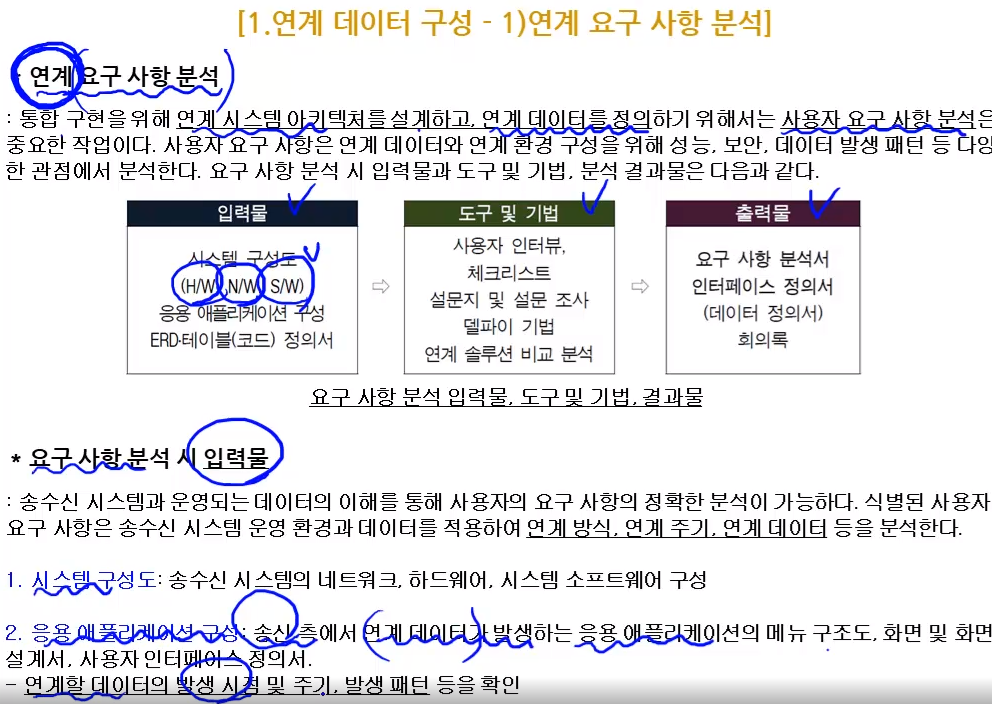 [1.연계 데이터 구성 - 1)연계 요구 사항 분석]
* 연계 요구 사항 분석
: 통합 구현을 위해 연계 시스템 아키텍처를 설계하고, 연계 데이터를 정의하기 위해서는 사용자 요구 사항 분석은
중요한 작업이다. 사용자 요구 사항은 연계 데이터와 연계 환경 구성을 위해 성능, 보안, 데이터 발생 패턴 등 다양
한 관점에서 분석한다. 요구 사항 분석 시 입력물과 도구 및 기법, 분석 결과물은 다음과 같다.
입력물
시스템 구성도
(H/W, N/W, S/W)
응용 애플리케이션 구성
ERD·테이블(코드) 정의서
⇨
도구 및 기법
사용자 인터뷰,
체크리스트
설문지 및 설문 조사
델파이 기법
연계 솔루션 비교 분석
⇨
출력물
요구 사항 분석서
인터페이스 정의서
(데이터 정의서)
회의록
요구 사항 분석 입력물, 도구 및 기법, 결과물
* 요구 사항 분석 시 입력물
: 송수신 시스템과 운영되는 데이터의 이해를 통해 사용자의 요구 사항의 정확한 분석이 가능하다. 식별된 사용자
요구 사항은 송수신 시스템 운영 환경과 데이터를 적용하여 연계 방식, 연계 주기, 연계 데이터 등을 분석한다.
1. 시스템 구성도: 송수신 시스템의 네트워크, 하드웨어, 시스템 소프트웨어 구성
2. 응용 애플리케이션 구성: 송신 측에서 연계 데이터가 발생하는 응용 애플리케이션의 메뉴 구조도, 화면 및 화면
설계서, 사용자 인터페이스 정의서.
- 연계할 데이터의 발생 시점 및 주기, 발생 패턴 등을 확인